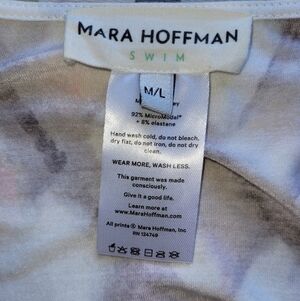 MARA HOFFMAN
SWIM
M/L
92% MicroModal®
+ 8% elastane
Hand wash cold, do not bleach,
dry flat, do not iron, do not dry
clean.
WEAR MORE, WASH LESS.
This garment was made
consciously.
Give it a good life.
Learn more at
www.MaraHoffman.com
All prints ® Mara Hoffman, Inc
RN 124749